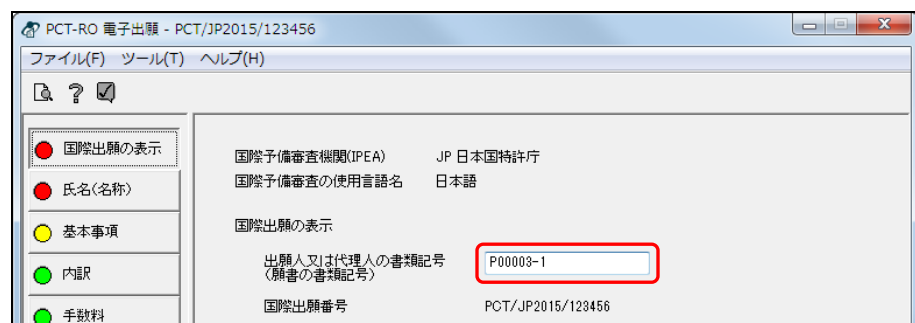 PCT-RO 電子出願 - PCT/JP2015/123456
ファイル(F) ツール(T) ヘルプ(H)
国際出願の表示
氏名(名称)
基本事項
内訳
手数料
国際予備審査機関(IPEA) JP 日本国特許庁
国際予備審査の使用言語名 日本語
国際出願の表示
出願人又は代理人の書類記号 P00003-1
(願書の書類記号)
国際出願番号 PCT/JP2015/123456